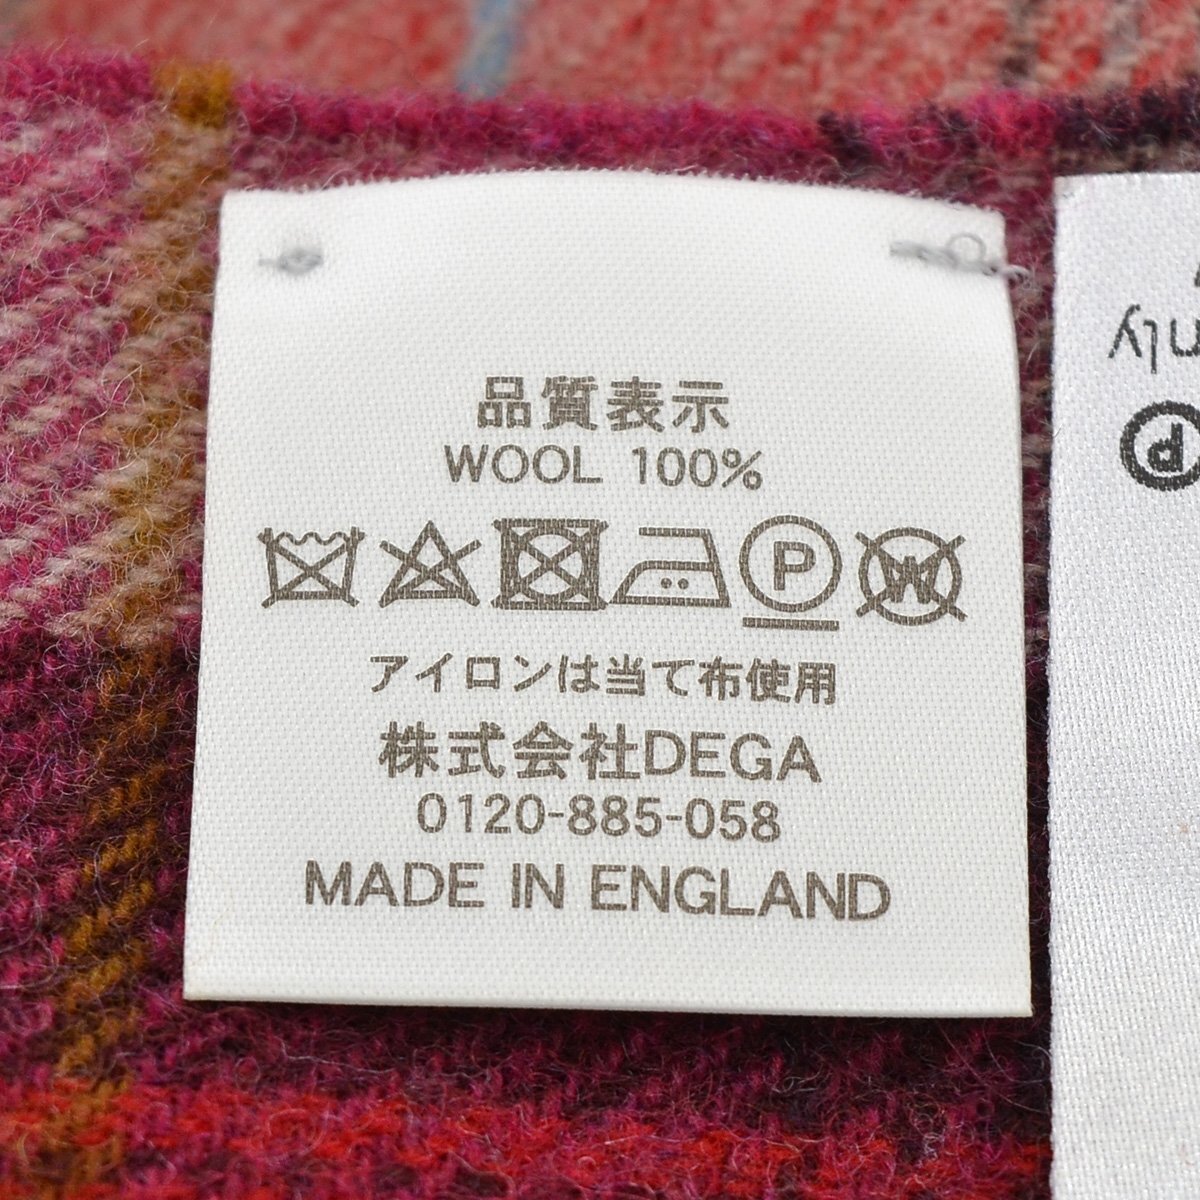 品質表示
WOOL 100%
P W
アイロンは当て布使用
株式会社DEGA
0120-885-058
MADE IN ENGLAND
nly
P